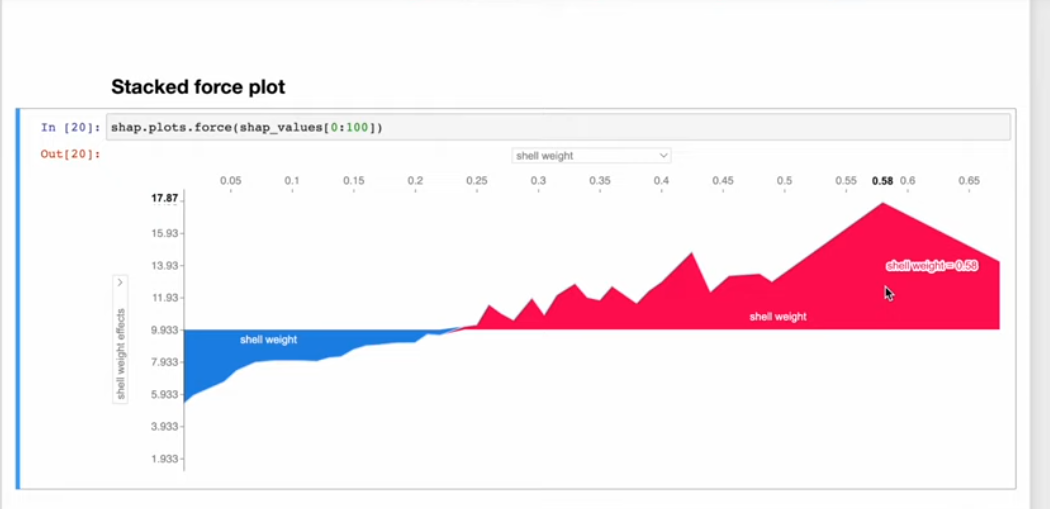 Stacked force plot
In [20]: shap.plots.force(shap_values[0:100])
Out[20]:
shell weight
0.05 0.1 0.15 0.2 0.25 0.3 0.35 0.4 0.45 0.5 0.55 0.58 0.6 0.65
17.87
15.93
13.93
11.93
9.933
7.933
5.933
3.933
1.933
shell weight effects
shell weight
shell weight = 0.58
shell weight